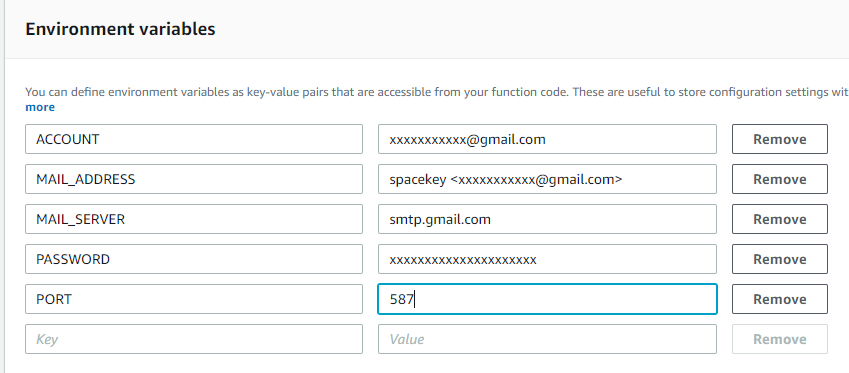 Environment variables
You can define environment variables as key-value pairs that are accessible from your function code. These are useful to store configuration settings wit
more
ACCOUNT xxxxxxxxxxx@gmail.com Remove
MAIL_ADDRESS spacekey <xxxxxxxxxxx@gmail.com> Remove
MAIL_SERVER smtp.gmail.com Remove
PASSWORD xxxxxxxxxxxxxxxxxxxxx Remove
PORT 587 Remove
Key Value Remove